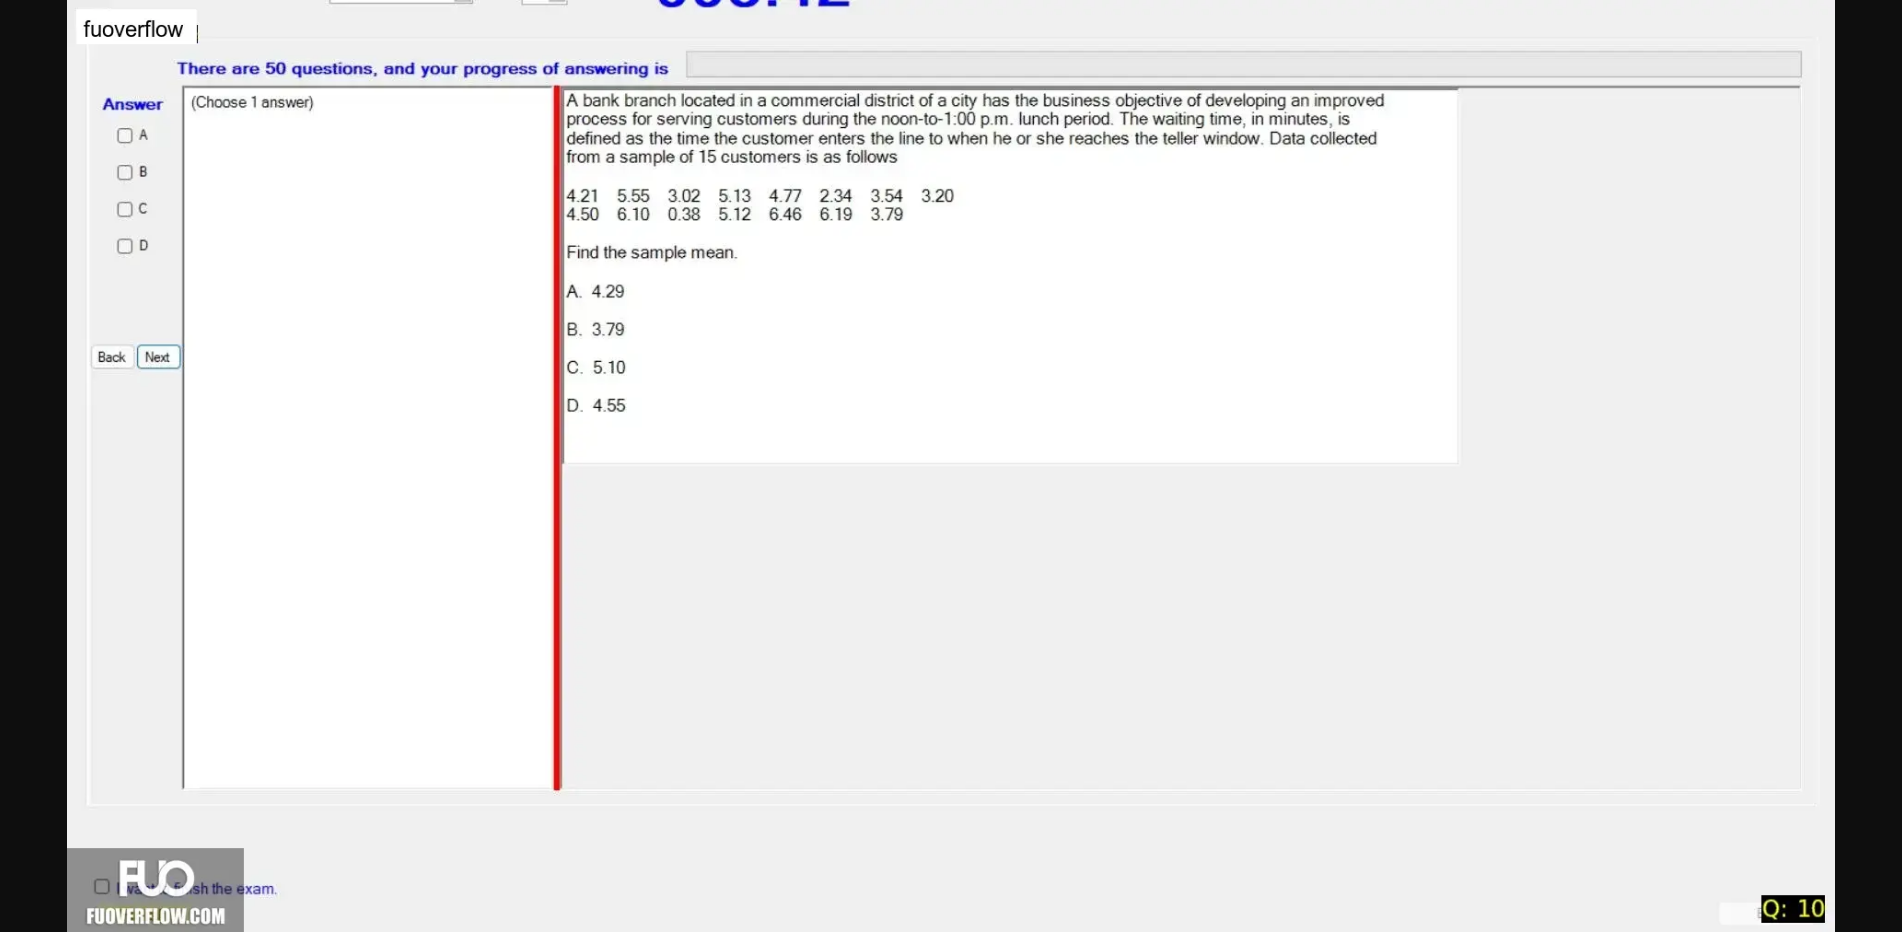 fuoverflow
There are 50 questions, and your progress of answering is
Answer
(Choose 1 answer)
A
B
C
D
Back
Next
A bank branch located in a commercial district of a city has the business objective of developing an improved
process for serving customers during the noon-to-1:00 p.m. lunch period. The waiting time, in minutes, is
defined as the time the customer enters the line to when he or she reaches the teller window. Data collected
from a sample of 15 customers is as follows
4.21 5.55 3.02 5.13 4.77 2.34 3.54 3.20
4.50 6.10 0.38 5.12 6.46 6.19 3.79
Find the sample mean.
A. 4.29
B. 3.79
C. 5.10
D. 4.55
the exam.
FUO
FUOVERFLOW.COM
Q: 10